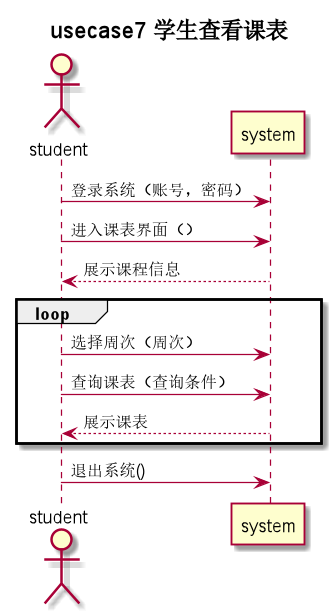 usecase7 学生查看课表
student
system
登录系统（账号，密码）
进入课表界面（）
展示课程信息
loop
选择周次（周次）
查询课表（查询条件）
展示课表
退出系统()
student
system